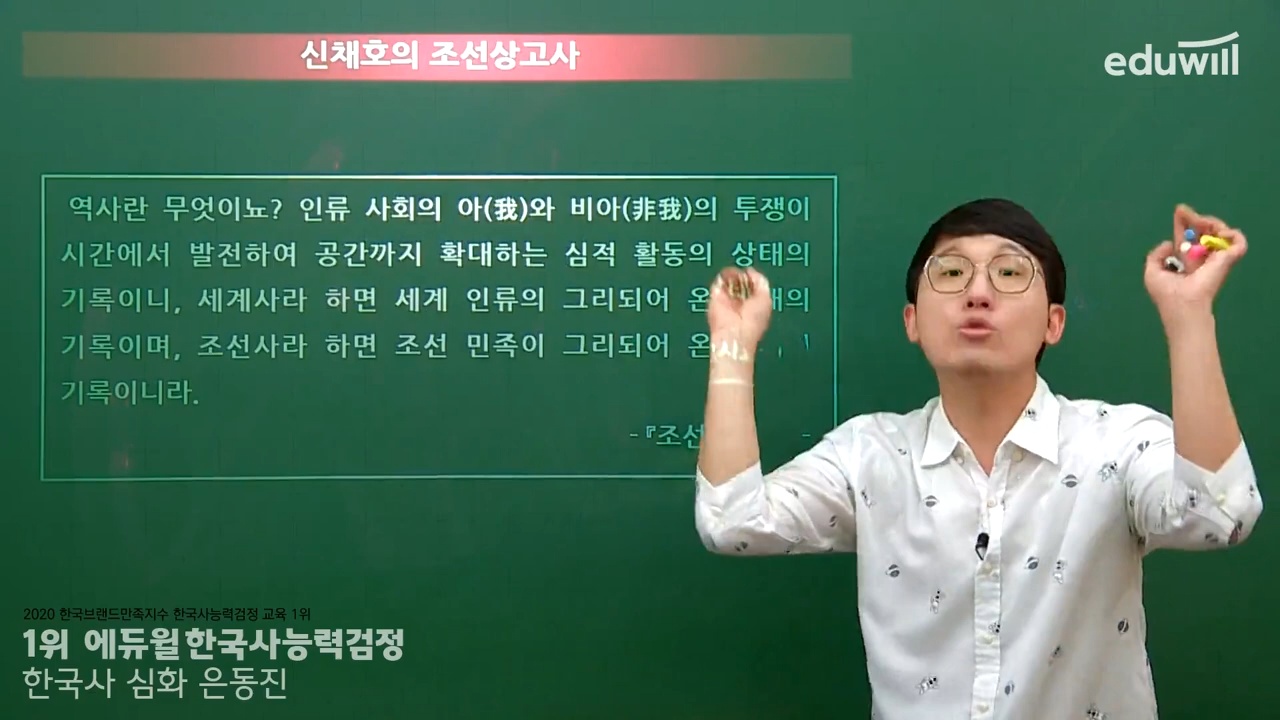 신채호의 조선상고사
eduwill
역사란 무엇이뇨? 인류 사회의 아(我)와 비아(非我)의 투쟁이
시간에서 발전하여 공간까지 확대하는 심적 활동의 상태의
기록이니, 세계사라 하면 세계 인류의 그리되어 온
기록이며, 조선사라 하면 조선 민족이 그리되어 온
기록이니라.
-『조선 -
2020 한국브랜드만족지수 한국사능력검정 교육 1위
1위 에듀윌 한국사능력검정
한국사 심화 은동진